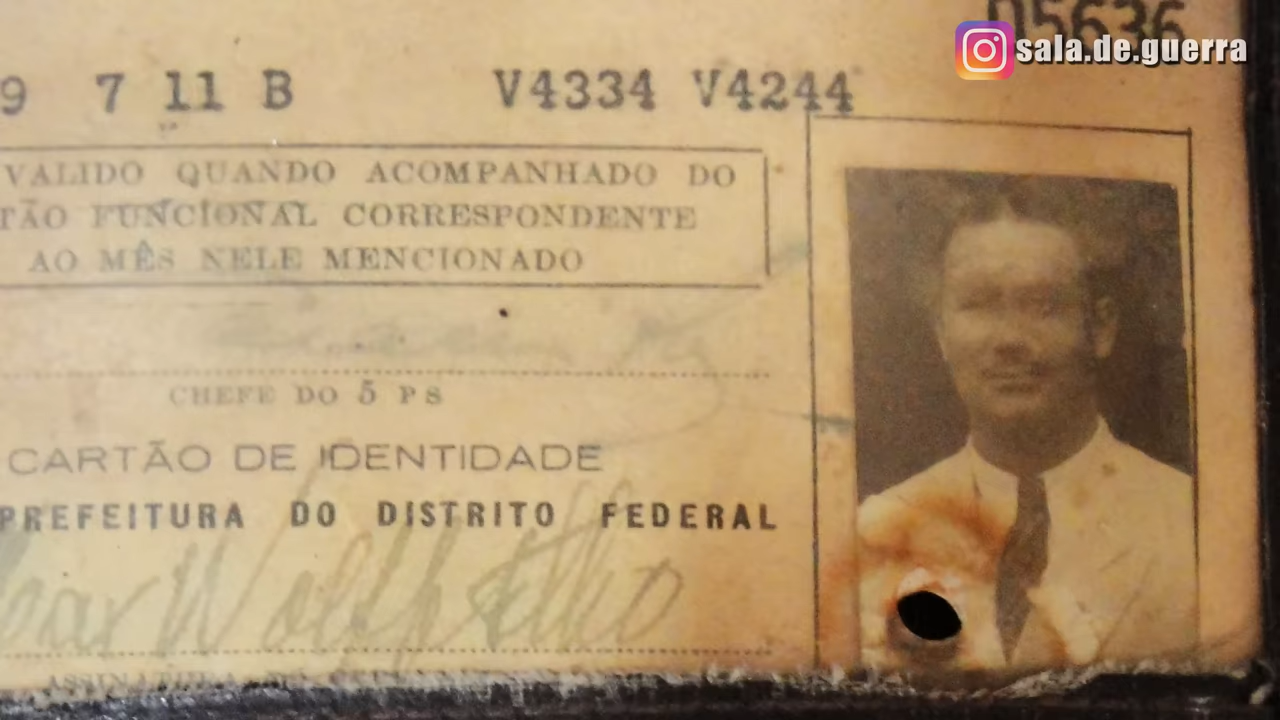 05636
sala.de.guerra
9 7 11 B V4334 V4244
VALIDO QUANDO ACOMPANHADO DO
TÃO FUNCIONAL CORRESPONDENTE
AO MÊS NELE MENCIONADO
CHEFE DO 5 PS
CARTÃO DE IDENTIDADE
PREFEITURA DO DISTRITO FEDERAL
Wolff